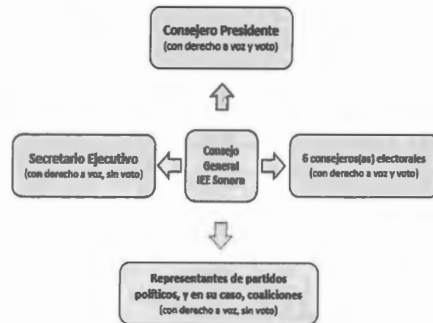 Consejero Presidente
(con derecho a voz y voto)
Secretario Ejecutivo
(con derecho a voz, sin voto)
Consejo
General
IEE Sonora
6 consejeros(as) electorales
(con derecho a voz y voto)
Representantes de partidos
políticos, y en su caso, coaliciones
(con derecho a voz, sin voto)